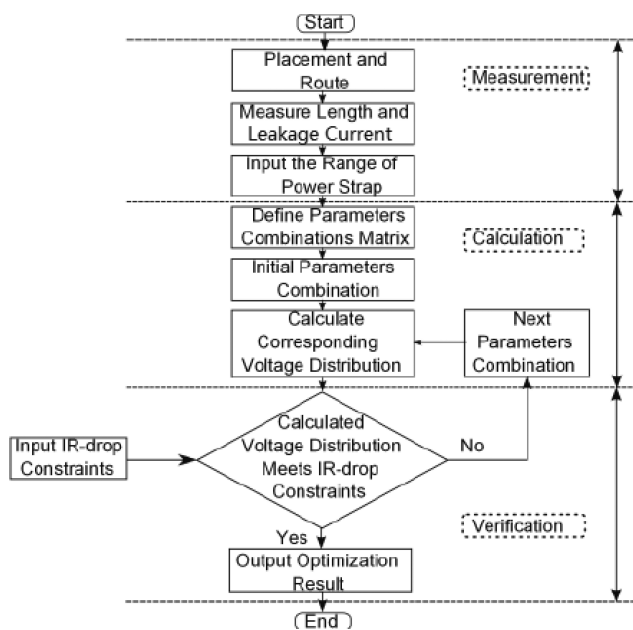 Start
Placement and
Route
Measurement
Measure Length and
Leakage Current
Input the Range of
Power Strap
Define Parameters
Combinations Matrix
Calculation
Initial Parameters
Combination
Calculate
Corresponding
Voltage Distribution
Next
Parameters
Combination
Calculated
Voltage Distribution
Meets IR-drop
Constraints
Input IR-drop
Constraints
No
Yes
Verification
Output Optimization
Result
End